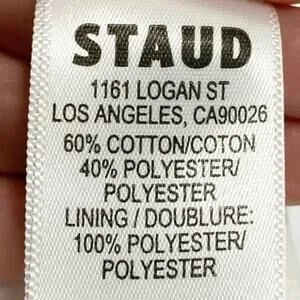 STAUD
1161 LOGAN ST
LOS ANGELES, CA90026
60% COTTON/COTON
40% POLYESTER/
POLYESTER
LINING / DOUBLURE:
100% POLYESTER/
POLYESTER